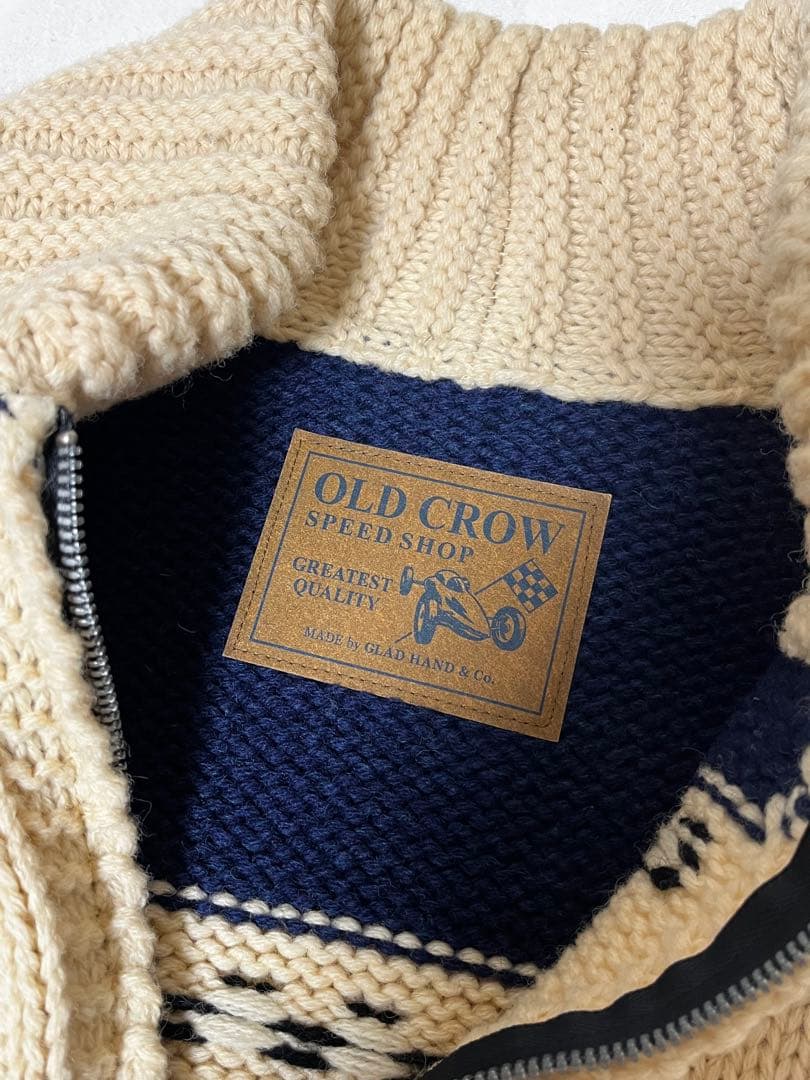 OLD CROW
SPEED SHOP
GREATEST
QUALITY
MADE by GLAD HAND & Co.